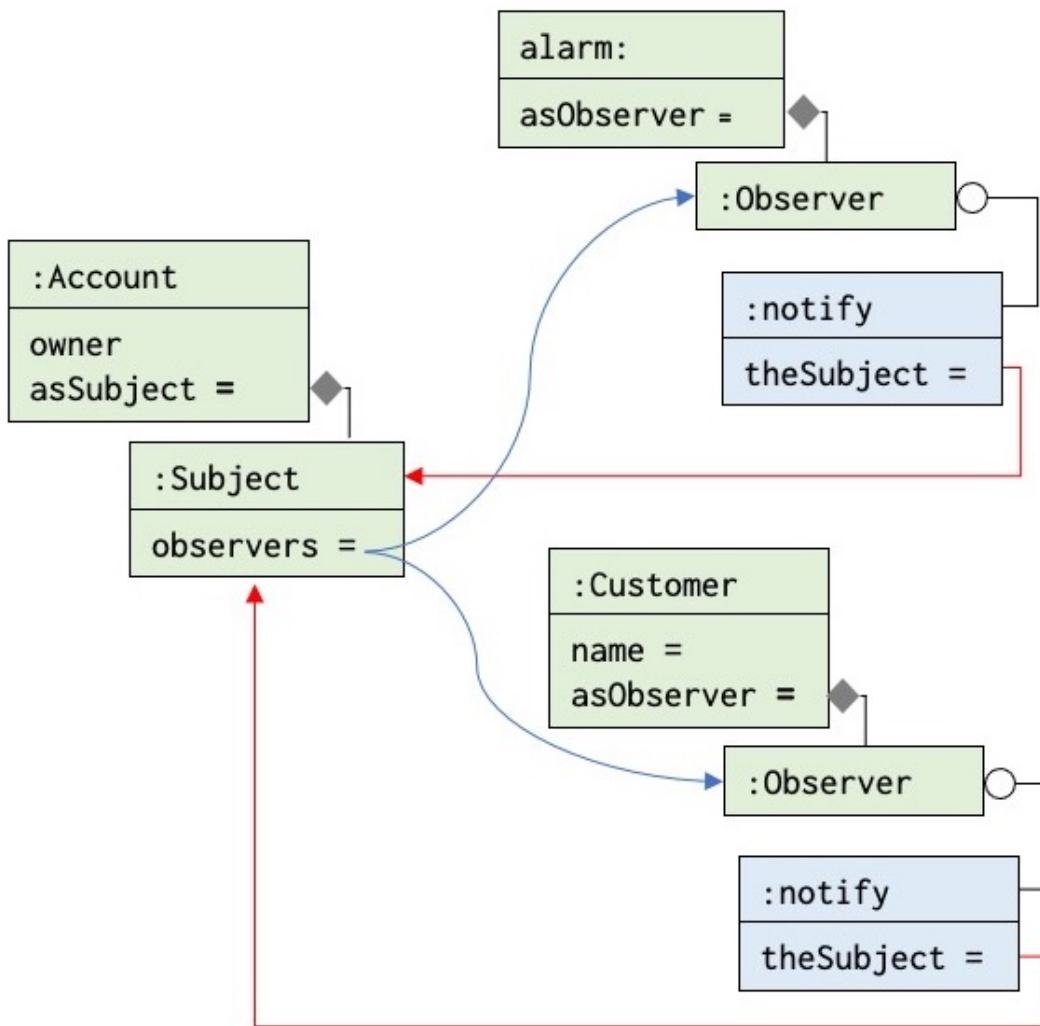 alarm:
asObserver =
:Observer
:Account
owner
asSubject =
:notify
theSubject =
:Subject
observers =
:Customer
name =
asObserver =
:Observer
:notify
theSubject =